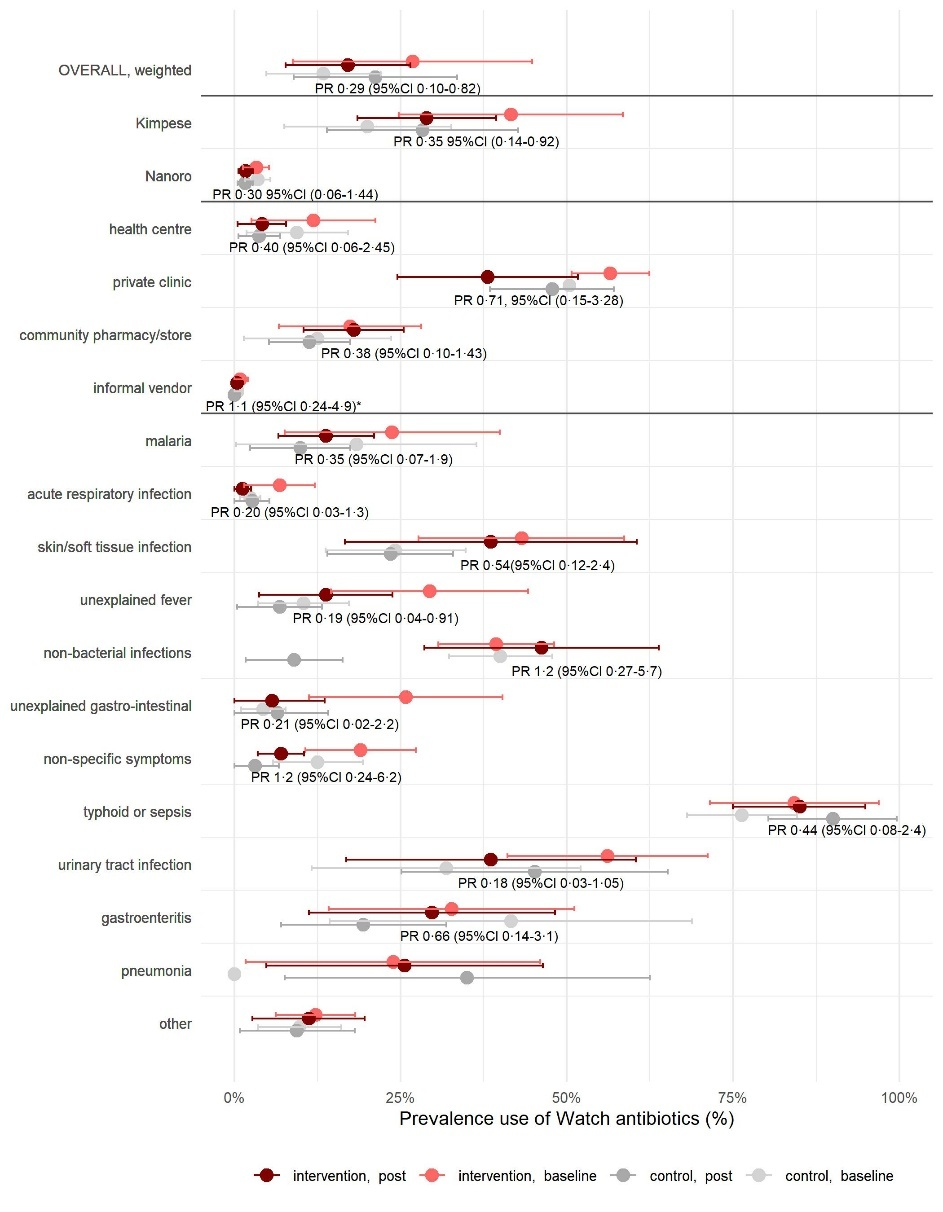 OVERALL, weighted
PR 0·29 (95%CI 0·10-0·82)
Kimpese
PR 0·35 95%CI (0·14-0·92)
Nanoro
PR 0·30 95%CI (0·06-1·44)
health centre
PR 0·40 (95%CI 0·06-2·45)
private clinic
PR 0·71, 95%CI (0·15-3·28)
community pharmacy/store
PR 0·38 (95%CI 0·10-1·43)
informal vendor
PR 1·1 (95%CI 0·24-4·9)*
malaria
PR 0·35 (95%CI 0·07-1·9)
acute respiratory infection
PR 0·20 (95%CI 0·03-1·3)
skin/soft tissue infection
PR 0·54(95%CI 0·12-2·4)
unexplained fever
PR 0·19 (95%CI 0·04-0·91)
non-bacterial infections
PR 1·2 (95%CI 0·27-5·7)
unexplained gastro-intestinal
PR 0·21 (95%CI 0·02-2·2)
non-specific symptoms
PR 1·2 (95%CI 0·24-6·2)
typhoid or sepsis
PR 0·44 (95%CI 0·08-2·4)
urinary tract infection
PR 0·18 (95%CI 0·03-1·05)
gastroenteritis
PR 0·66 (95%CI 0·14-3·1)
pneumonia
other
0% 25% 50% 75% 100%
Prevalence use of Watch antibiotics (%)
intervention, post intervention, baseline control, post control, baseline